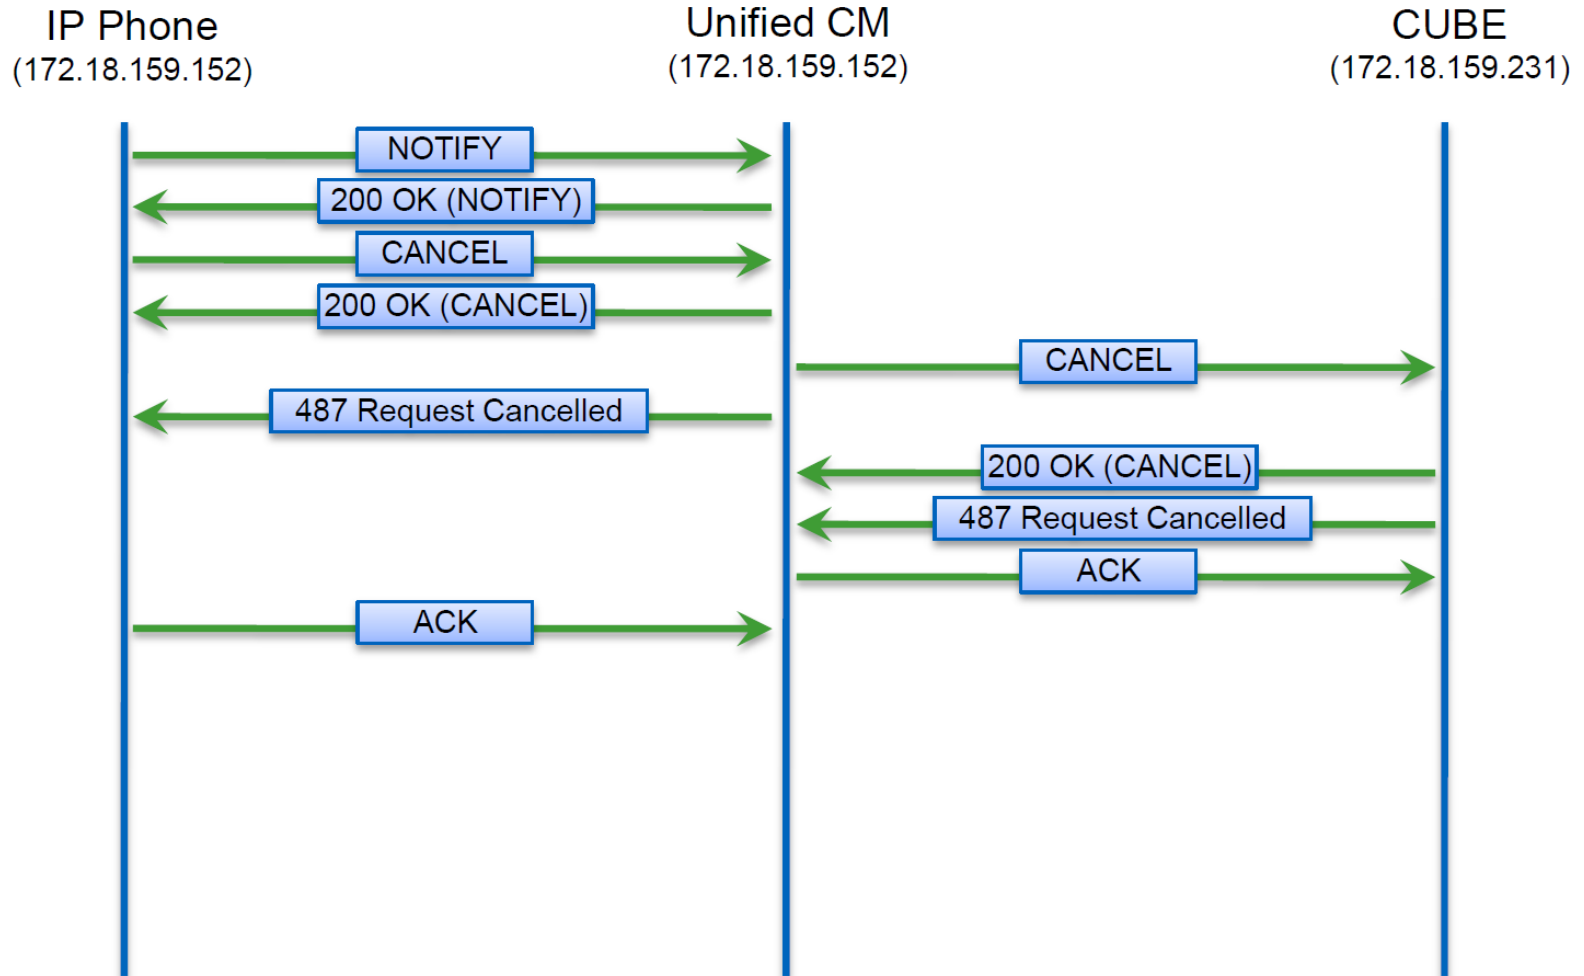 IP Phone
(172.18.159.152)
Unified CM
(172.18.159.152)
CUBE
(172.18.159.231)
NOTIFY
200 OK (NOTIFY)
CANCEL
200 OK (CANCEL)
CANCEL
487 Request Cancelled
200 OK (CANCEL)
487 Request Cancelled
ACK
ACK